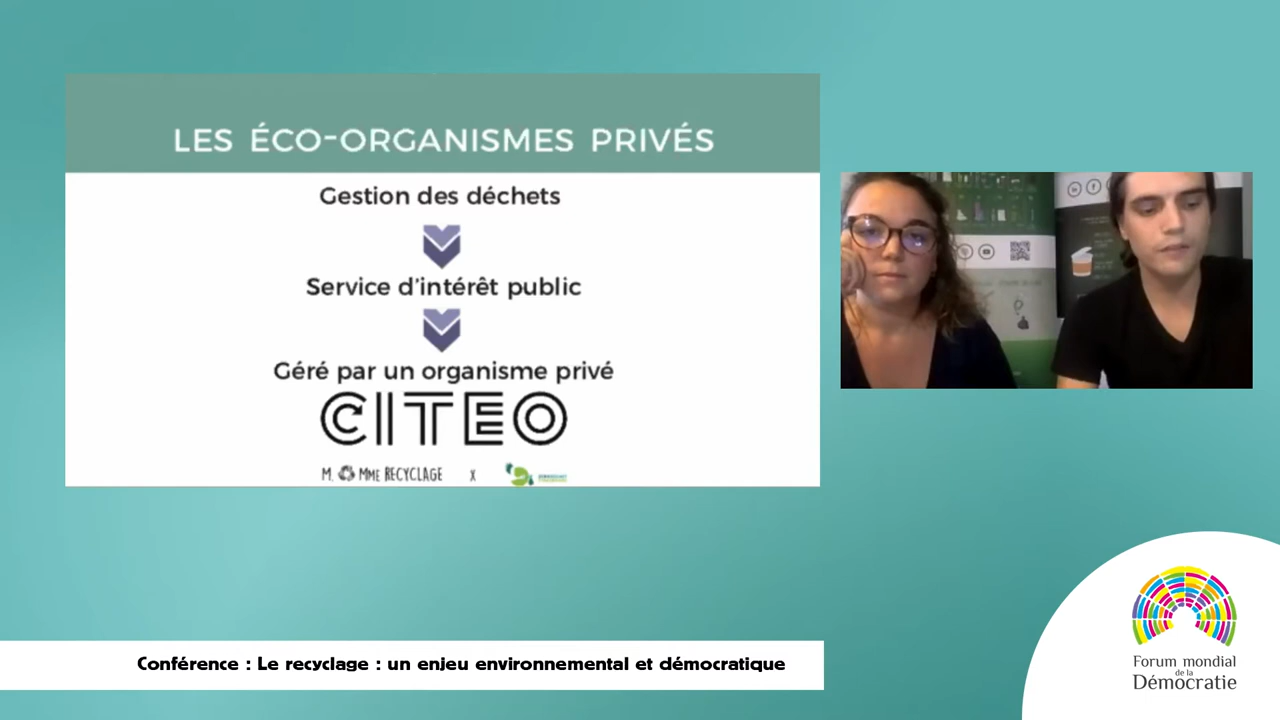 LES ÉCO-ORGANISMES PRIVÉS
Gestion des déchets
Service d'intérêt public
Géré par un organisme privé
CITEO
M. MME RECYCLAGE X
Conférence : Le recyclage : un enjeu environnemental et démocratique
Forum mondial
de la
Démocratie